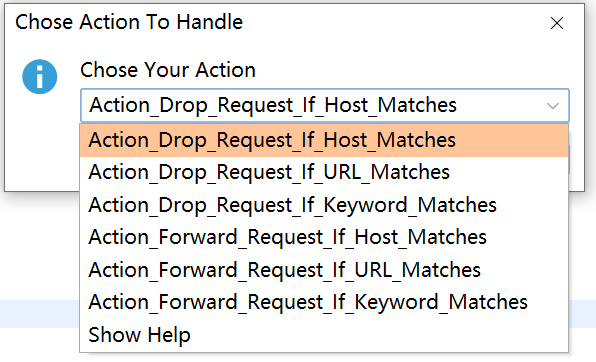 Chose Action To Handle
Chose Your Action
Action_Drop_Request_If_Host_Matches
Action_Drop_Request_If_Host_Matches
Action_Drop_Request_If_URL_Matches
Action_Drop_Request_If_Keyword_Matches
Action_Forward_Request_If_Host_Matches
Action_Forward_Request_If_URL_Matches
Action_Forward_Request_If_Keyword_Matches
Show Help